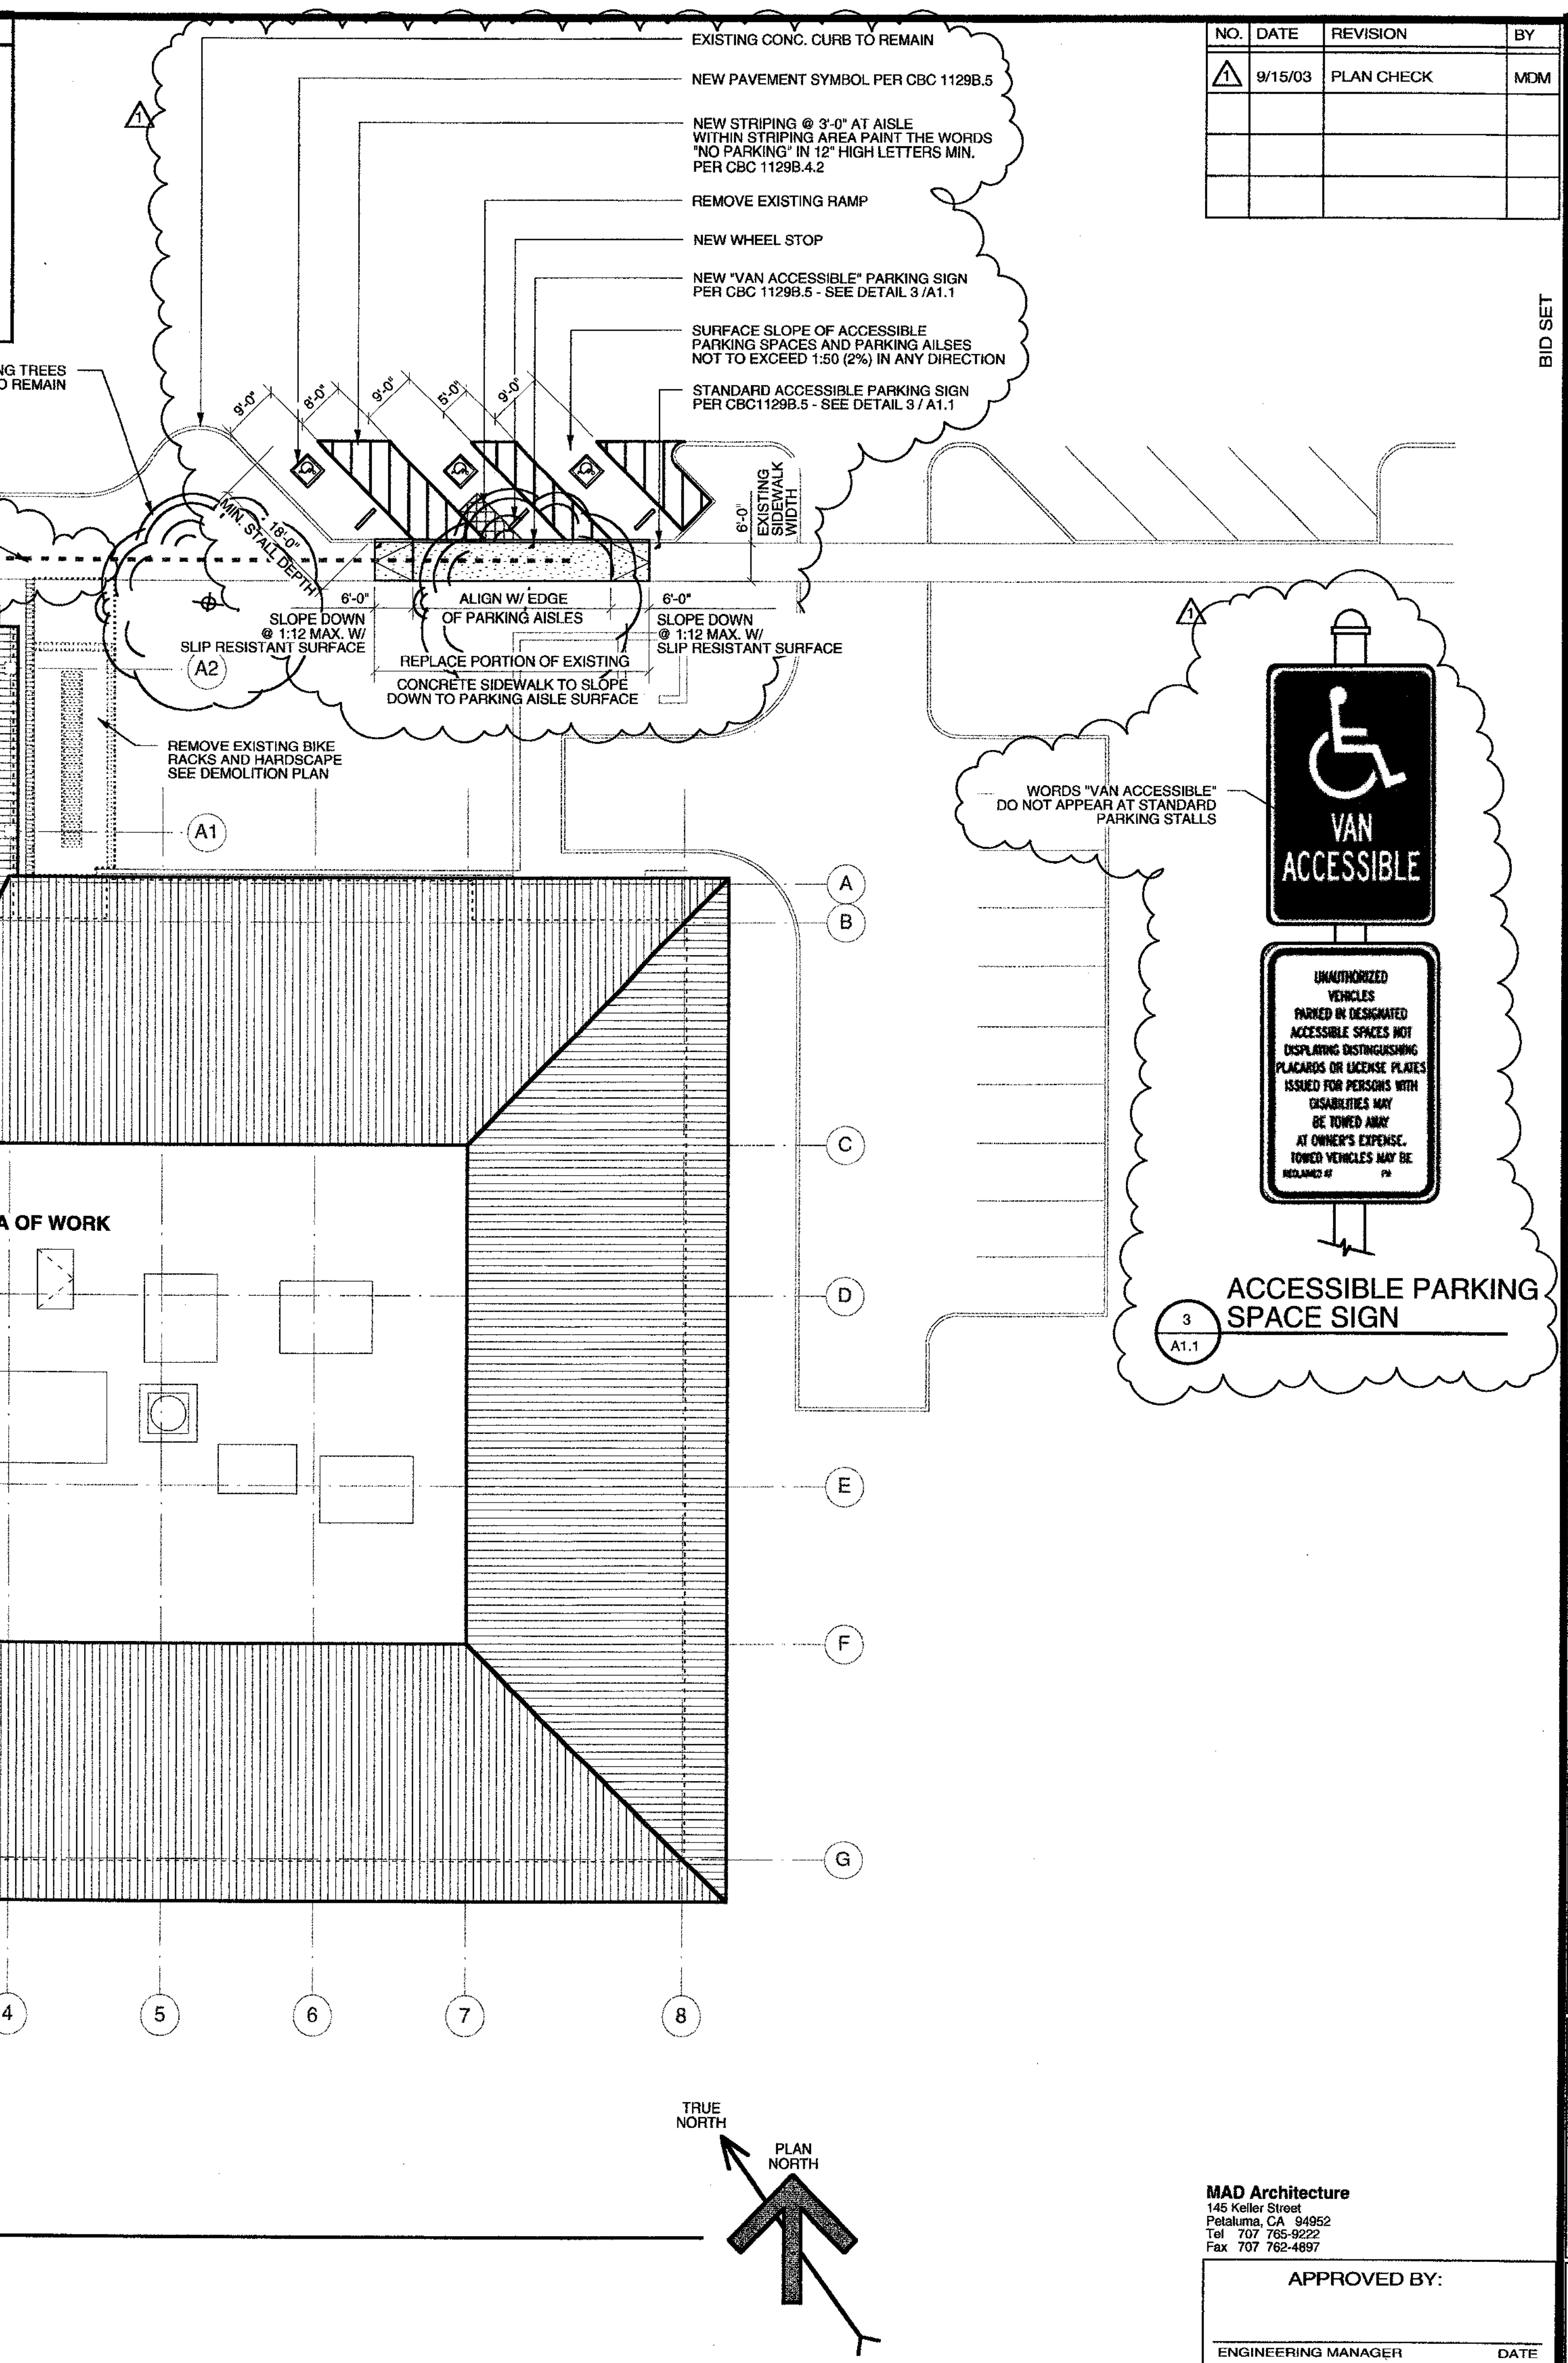 NO. DATE REVISION BY
1 9/15/03 PLAN CHECK MDM
BID SET
EXISTING CONC. CURB TO REMAIN
NEW PAVEMENT SYMBOL PER CBC 1129B.5
1
NEW STRIPING @ 3'-0" AT AISLE
WITHIN STRIPING AREA PAINT THE WORDS
"NO PARKING" IN 12" HIGH LETTERS MIN.
PER CBC 1129B.4.2
REMOVE EXISTING RAMP
NEW WHEEL STOP
NEW "VAN ACCESSIBLE" PARKING SIGN
PER CBC 1129B.5 - SEE DETAIL 3 /A1.1
SURFACE SLOPE OF ACCESSIBLE
PARKING SPACES AND PARKING AILSES
NOT TO EXCEED 1:50 (2%) IN ANY DIRECTION
STANDARD ACCESSIBLE PARKING SIGN
PER CBC1129B.5 - SEE DETAIL 3 / A1.1
NG TREES
O REMAIN
9'-0" 8'-0" 9'-0" 5'-0" 9'-0"
18'-0"
MIN. STALL DEPTH
6'-0"
EXISTING
SIDEWALK
WIDTH
6'-0"
SLOPE DOWN
@ 1:12 MAX. W/
SLIP RESISTANT SURFACE
ALIGN W/ EDGE
OF PARKING AISLES
6'-0"
SLOPE DOWN
@ 1:12 MAX. W/
SLIP RESISTANT SURFACE
REPLACE PORTION OF EXISTING
CONCRETE SIDEWALK TO SLOPE
DOWN TO PARKING AISLE SURFACE
A2
REMOVE EXISTING BIKE
RACKS AND HARDSCAPE
SEE DEMOLITION PLAN
A1
1
WORDS "VAN ACCESSIBLE"
DO NOT APPEAR AT STANDARD
PARKING STALLS
VAN
ACCESSIBLE
UNAUTHORIZED
VEHICLES
PARKED IN DESIGNATED
ACCESSIBLE SPACES NOT
DISPLAYING DISTINGUISHING
PLACARDS OR LICENSE PLATES
ISSUED FOR PERSONS WITH
DISABILITIES MAY
BE TOWED AWAY
AT OWNER'S EXPENSE.
TOWED VEHICLES MAY BE
RECLAIMED AT
ACCESSIBLE PARKING
SPACE SIGN
3
A1.1
A
B
C
A OF WORK
D
E
F
G
4 5 6 7 8
TRUE
NORTH
PLAN
NORTH
MAD Architecture
145 Keller Street
Petaluma, CA 94952
Tel 707 765-9222
Fax 707 762-4897
APPROVED BY:
ENGINEERING MANAGER DATE